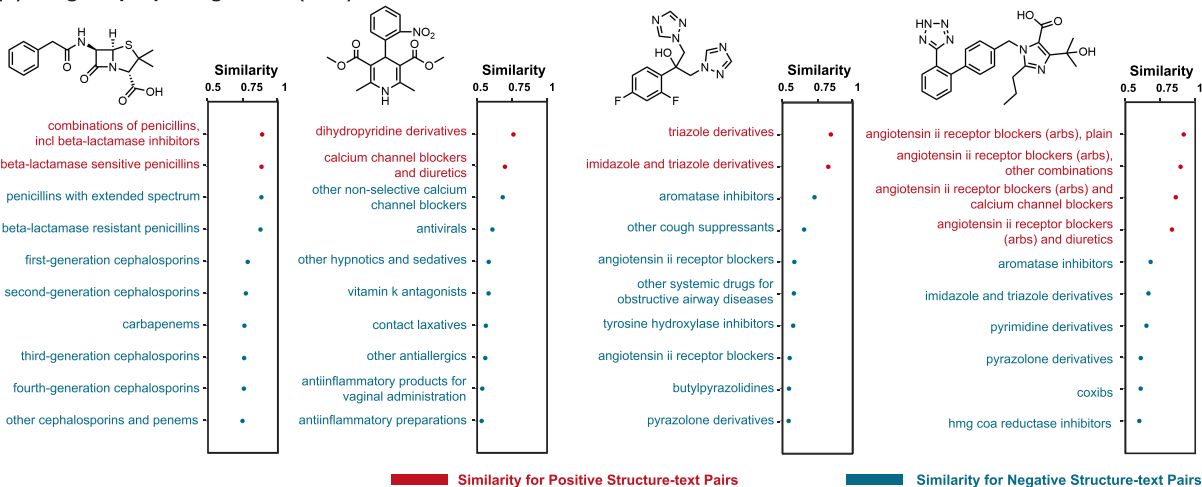 H
N
H
S
O
O
N
O
OH
NO2
O
O
O
O
N
H
N
N
N
HO
N
N
N
F
F
HN
N
N
N
HO
O
N
N
OH
Similarity
0.5 0.75 1
combinations of penicillins,
incl beta-lactamase inhibitors
beta-lactamase sensitive penicillins
penicillins with extended spectrum
beta-lactamase resistant penicillins
first-generation cephalosporins
second-generation cephalosporins
carbapenems
third-generation cephalosporins
fourth-generation cephalosporins
other cephalosporins and penems
Similarity
0.5 0.75 1
dihydropyridine derivatives
calcium channel blockers
and diuretics
other non-selective calcium
channel blockers
antivirals
other hypnotics and sedatives
vitamin k antagonists
contact laxatives
other antiallergics
antiinflammatory products for
vaginal administration
antiinflammatory preparations
Similarity
0.5 0.75 1
triazole derivatives
imidazole and triazole derivatives
aromatase inhibitors
other cough suppressants
angiotensin ii receptor blockers
other systemic drugs for
obstructive airway diseases
tyrosine hydroxylase inhibitors
angiotensin ii receptor blockers
butylpyrazolidines
pyrazolone derivatives
Similarity
0.5 0.75 1
angiotensin ii receptor blockers (arbs), plain
angiotensin ii receptor blockers (arbs),
other combinations
angiotensin ii receptor blockers (arbs) and
calcium channel blockers
angiotensin ii receptor blockers
(arbs) and diuretics
aromatase inhibitors
imidazole and triazole derivatives
pyrimidine derivatives
pyrazolone derivatives
coxibs
hmg coa reductase inhibitors
Similarity for Positive Structure-text Pairs
Similarity for Negative Structure-text Pairs